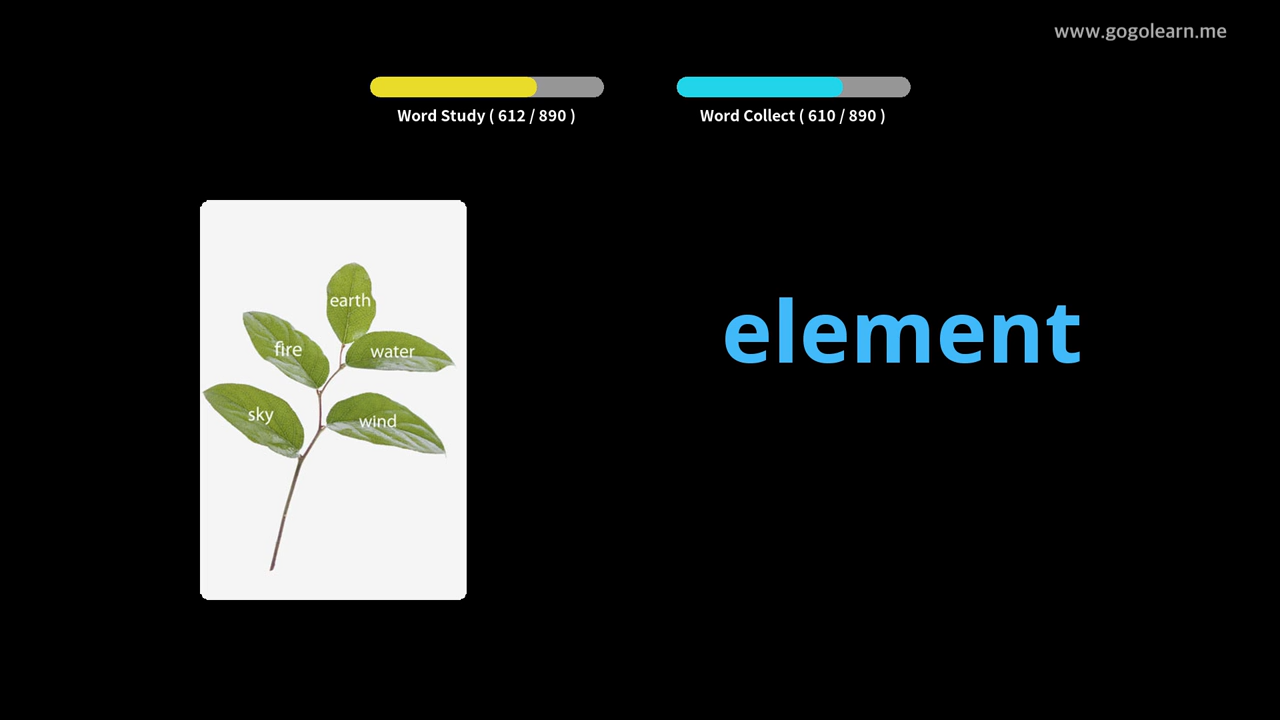 www.gogolearn.me
Word Study ( 612 / 890 )
Word Collect ( 610 / 890 )
earth
fire
water
sky
wind
element